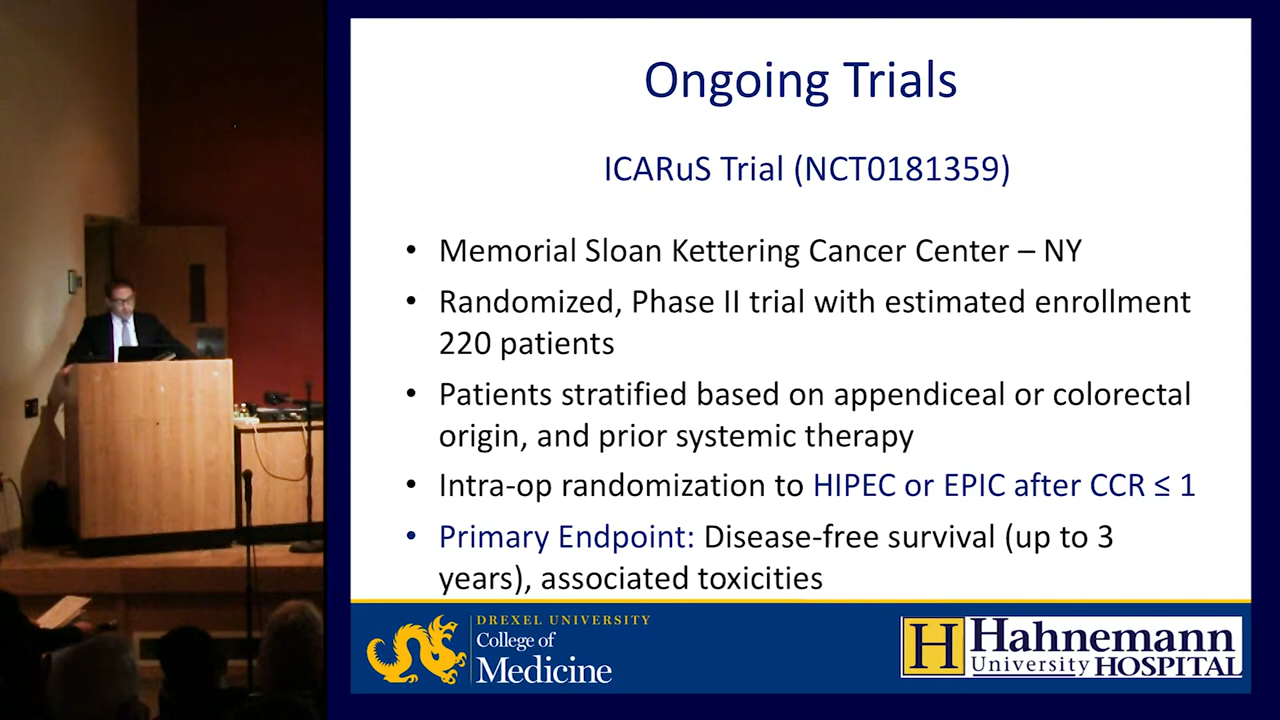 Ongoing Trials
ICARuS Trial (NCT0181359)
• Memorial Sloan Kettering Cancer Center – NY
• Randomized, Phase II trial with estimated enrollment
220 patients
• Patients stratified based on appendiceal or colorectal
origin, and prior systemic therapy
• Intra-op randomization to HIPEC or EPIC after CCR ≤ 1
• Primary Endpoint: Disease-free survival (up to 3
years), associated toxicities
DREXEL UNIVERSITY
College of
Medicine
H Hahnemann
University HOSPITAL